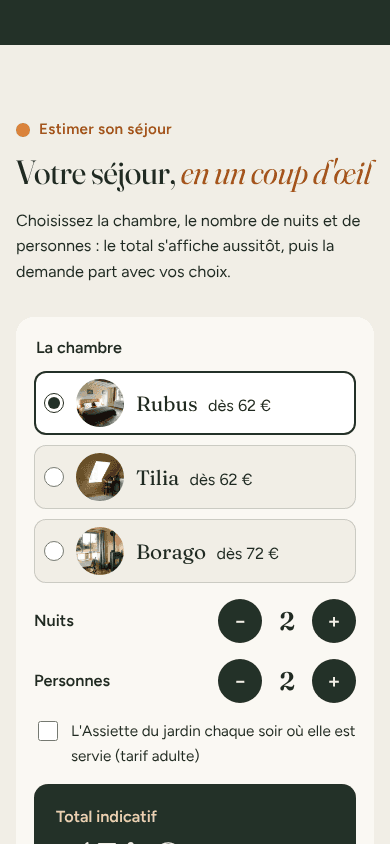 Estimer son séjour
Votre séjour, en un coup d'œil
Choisissez la chambre, le nombre de nuits et de
personnes : le total s'affiche aussitôt, puis la
demande part avec vos choix.
La chambre
Rubus dès 62 €
Tilia dès 62 €
Borago dès 72 €
Nuits − 2 +
Personnes − 2 +
L'Assiette du jardin chaque soir où elle est
servie (tarif adulte)
Total indicatif